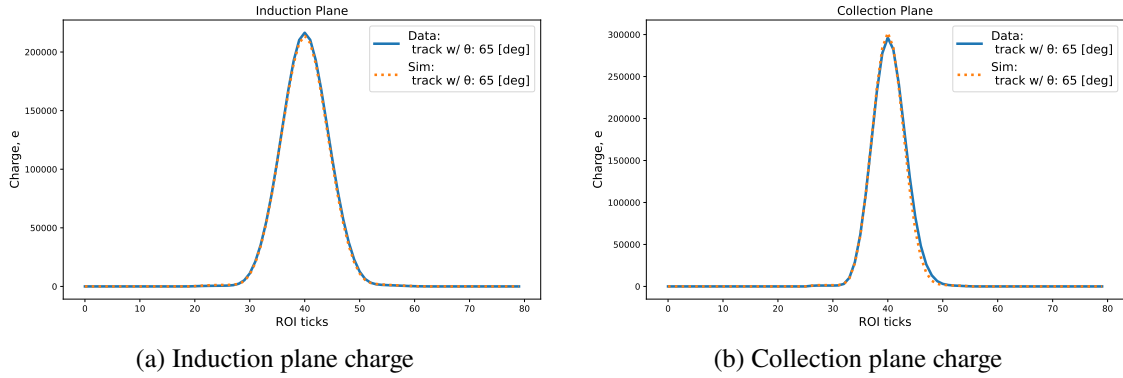 Induction Plane
Data:
track w/ θ: 65 [deg]
Sim:
track w/ θ: 65 [deg]
200000
150000
100000
50000
0
Charge, e
0 10 20 30 40 50 60 70 80
ROI ticks
(a) Induction plane charge
Collection Plane
Data:
track w/ θ: 65 [deg]
Sim:
track w/ θ: 65 [deg]
300000
250000
200000
150000
100000
50000
0
Charge, e
0 10 20 30 40 50 60 70 80
ROI ticks
(b) Collection plane charge